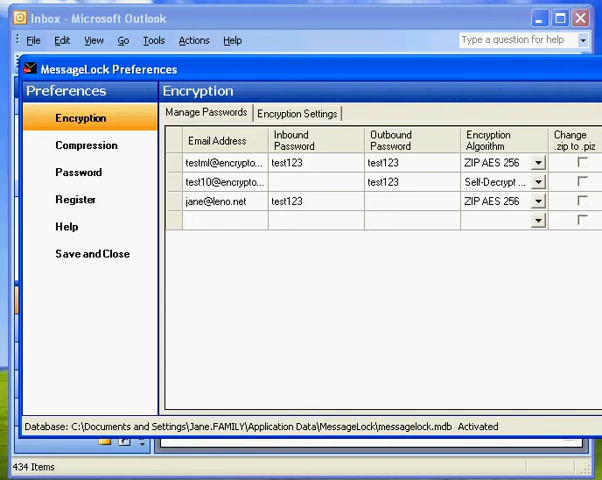 Inbox - Microsoft Outlook
File Edit View Go Tools Actions Help Type a question for help
MessageLock Preferences
Preferences
Encryption
Compression
Password
Register
Help
Save and Close
Encryption
Manage Passwords Encryption Settings
Email Address Inbound Password Outbound Password Encryption Algorithm Change .zip to .piz
testml@encrypto... test123 test123 ZIP AES 256
test10@encrypto... test123 Self-Decrypt ...
jane@leno.net test123 ZIP AES 256
Database: C:\Documents and Settings\Jane.FAMILY\Application Data\MessageLock\messagelock.mdb Activated
434 Items